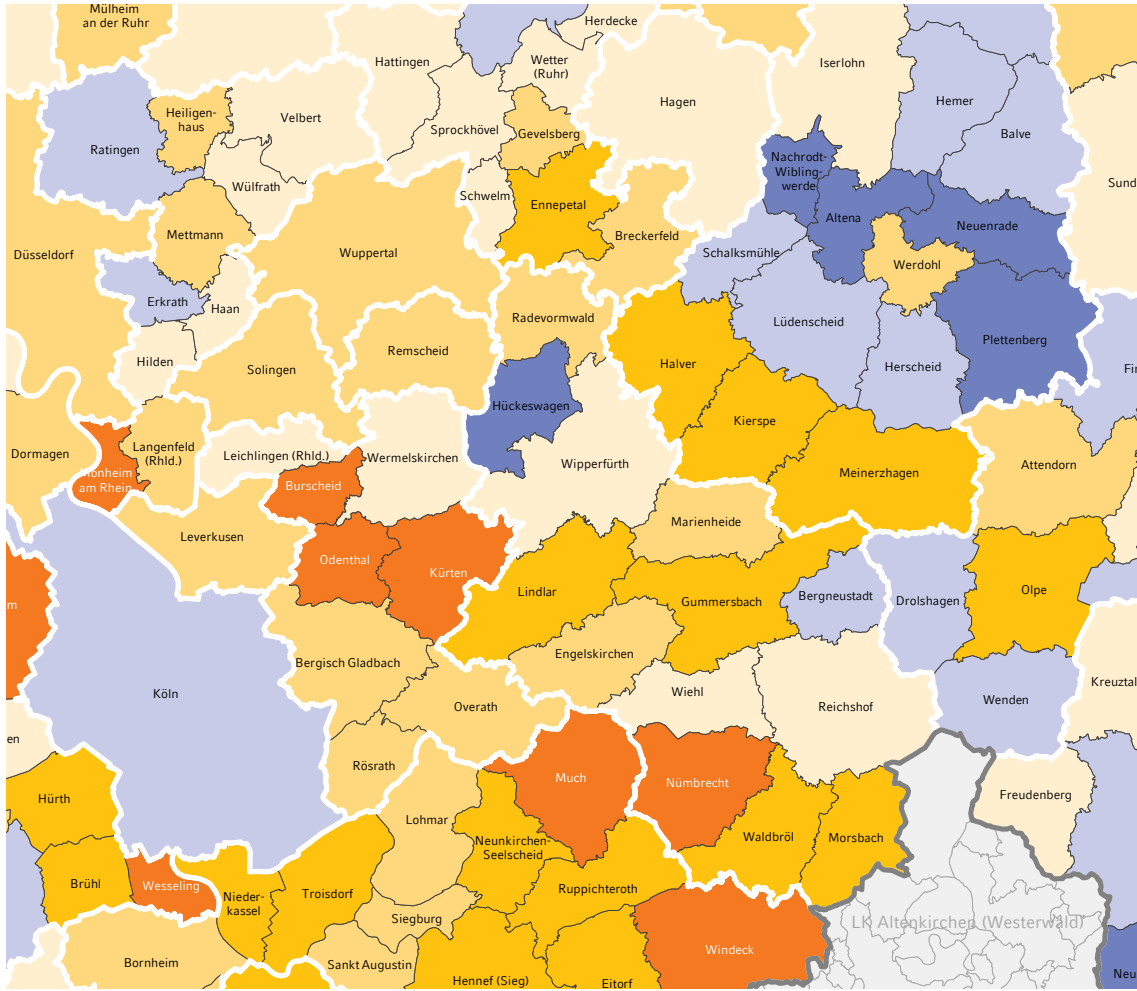 Mülheim
an der Ruhr
Herdecke
Hattingen
Wetter
(Ruhr)
Iserlohn
Hagen
Hemer
Heiligen-
haus
Velbert
Sprockhövel
Gevelsberg
Balve
Ratingen
Nachrodt-
Wibling-
werde
Sund
Wülfrath
Schwelm
Ennepetal
Altena
Neuenrade
Mettmann
Breckerfeld
Düsseldorf
Wuppertal
Schalksmühle
Werdohl
Erkrath
Haan
Radevormwald
Lüdenscheid
Plettenberg
Remscheid
Hilden
Solingen
Halver
Herscheid
Fin
Hückeswagen
Kierspe
Dormagen
Langenfeld
(Rhld.)
Leichlingen (Rhld.)
Wermelskirchen
Wipperfürth
Attendorn
Monheim
am Rhein
Burscheid
Meinerzhagen
Marienheide
Leverkusen
Odenthal
Kürten
Lindlar
Gummersbach
Bergneustadt
Drolshagen
Olpe
m
Engelskirchen
Bergisch Gladbach
Köln
Overath
Wiehl
Reichshof
Wenden
Kreuztal
en
Rösrath
Much
Nümbrecht
Freudenberg
Hürth
Lohmar
Neunkirchen-
Seelscheid
Waldbröl
Morsbach
Brühl
Wesseling
Nieder-
kassel
Troisdorf
Ruppichteroth
Siegburg
LK Altenkirchen (Westerwald)
Bornheim
Sankt Augustin
Windeck
Hennef (Sieg)
Eitorf
Neu